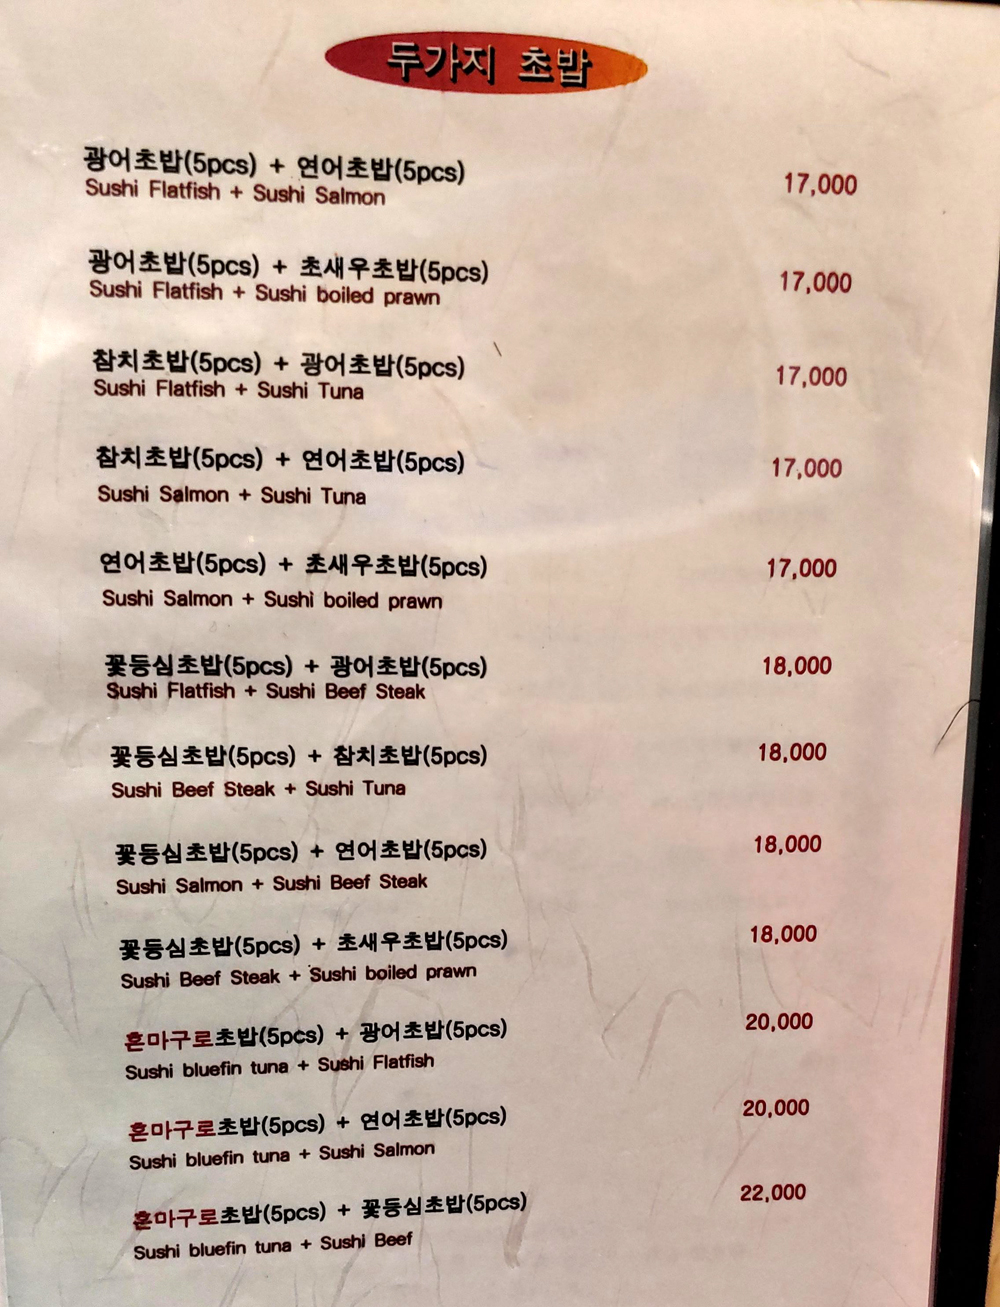 두가지 초밥
광어초밥(5pcs) + 연어초밥(5pcs)
Sushi Flatfish + Sushi Salmon
17,000
광어초밥(5pcs) + 초새우초밥(5pcs)
Sushi Flatfish + Sushi boiled prawn
17,000
참치초밥(5pcs) + 광어초밥(5pcs)
Sushi Flatfish + Sushi Tuna
17,000
참치초밥(5pcs) + 연어초밥(5pcs)
Sushi Salmon + Sushi Tuna
17,000
연어초밥(5pcs) + 초새우초밥(5pcs)
Sushi Salmon + Sushi boiled prawn
17,000
꽃등심초밥(5pcs) + 광어초밥(5pcs)
Sushi Flatfish + Sushi Beef Steak
18,000
꽃등심초밥(5pcs) + 참치초밥(5pcs)
Sushi Beef Steak + Sushi Tuna
18,000
꽃등심초밥(5pcs) + 연어초밥(5pcs)
Sushi Salmon + Sushi Beef Steak
18,000
꽃등심초밥(5pcs) + 초새우초밥(5pcs)
Sushi Beef Steak + Sushi boiled prawn
18,000
혼마구로초밥(5pcs) + 광어초밥(5pcs)
Sushi bluefin tuna + Sushi Flatfish
20,000
혼마구로초밥(5pcs) + 연어초밥(5pcs)
Sushi bluefin tuna + Sushi Salmon
20,000
혼마구로초밥(5pcs) + 꽃등심초밥(5pcs)
Sushi bluefin tuna + Sushi Beef
22,000